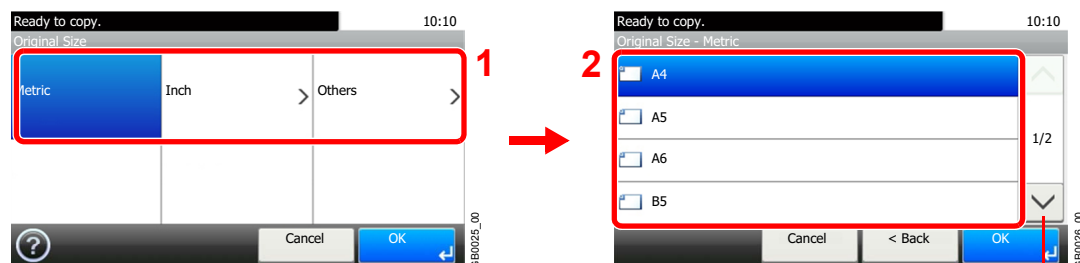 Ready to copy. 10:10
Original Size
Metric Inch Others
1
Cancel OK
GB0025_00
Ready to copy. 10:10
Original Size - Metric
2
A4
A5
1/2
A6
B5
Cancel < Back OK
GB0026_00